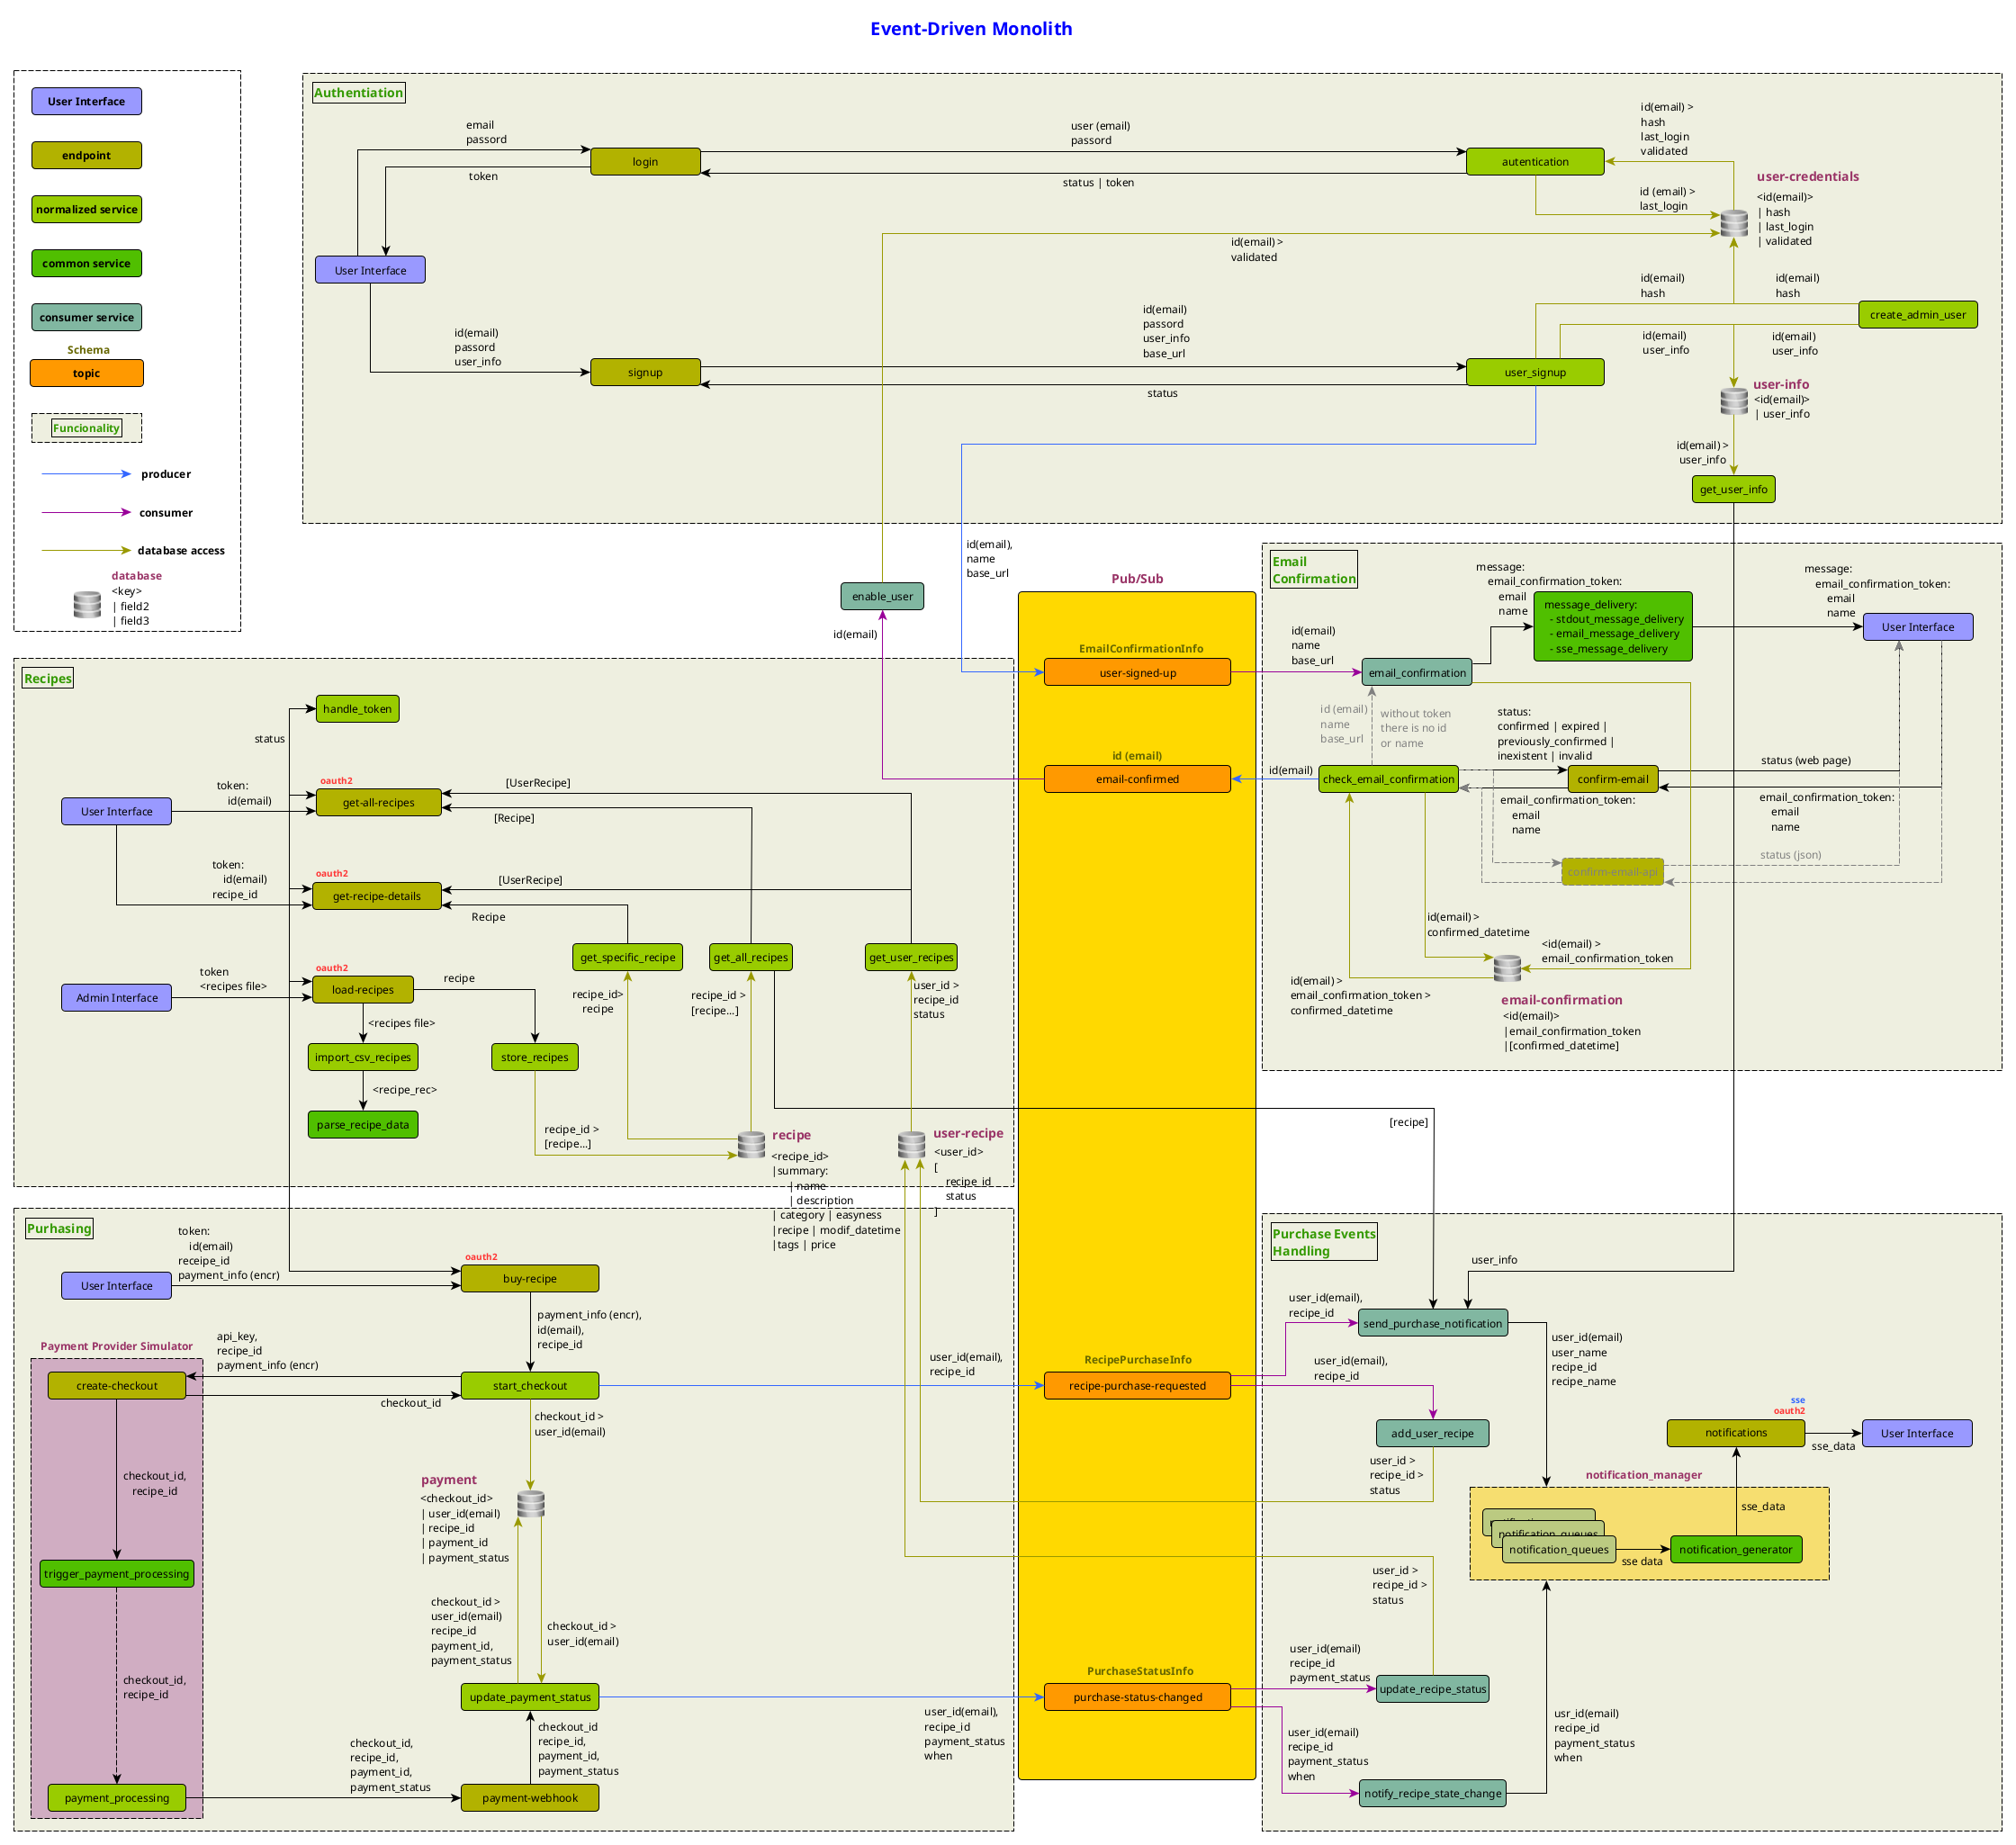 Event-Driven Monolith
User Interface
endpoint
normalized service
common service
consumer service
Schema
topic
Funcionality
producer
consumer
database access
database
<key>
| field2
| field3
Authentiation
email
passord
login
token
user (email)
passord
status | token
autentication
id(email) >
hash
last_login
validated
id (email) >
last_login
user-credentials
<id(email)>
| hash
| last_login
| validated
User Interface
id(email) >
validated
id(email)
hash
id(email)
hash
create_admin_user
id(email)
passord
user_info
signup
id(email)
passord
user_info
base_url
status
user_signup
id(email)
user_info
id(email)
user_info
user-info
<id(email)>
| user_info
id(email) >
user_info
get_user_info
id(email),
name
base_url
enable_user
id(email)
Pub/Sub
EmailConfirmationInfo
user-signed-up
id (email)
email-confirmed
RecipePurchaseInfo
recipe-purchase-requested
PurchaseStatusInfo
purchase-status-changed
Email
Confirmation
message:
email_confirmation_token:
email
name
message_delivery:
- stdout_message_delivery
- email_message_delivery
- sse_message_delivery
message:
email_confirmation_token:
email
name
User Interface
id(email)
name
base_url
email_confirmation
id (email)
name
base_url
without token
there is no id
or name
status:
confirmed | expired |
previously_confirmed |
inexistent | invalid
id(email)
check_email_confirmation
confirm-email
status (web page)
email_confirmation_token:
email
name
email_confirmation_token:
email
name
confirm-email-api
status (json)
id(email) >
confirmed_datetime
<id(email) >
email_confirmation_token
id(email) >
email_confirmation_token >
confirmed_datetime
email-confirmation
<id(email)>
|email_confirmation_token
|[confirmed_datetime]
Recipes
handle_token
status
User Interface
token:
id(email)
oauth2
get-all-recipes
[UserRecipe]
[Recipe]
token:
id(email)
recipe_id
oauth2
get-recipe-details
[UserRecipe]
Recipe
get_specific_recipe
get_all_recipes
get_user_recipes
Admin Interface
token
<recipes file>
oauth2
load-recipes
recipe
<recipes file>
import_csv_recipes
store_recipes
<recipe_rec>
parse_recipe_data
recipe_id>
recipe
recipe_id >
[recipe...]
user_id >
recipe_id
status
recipe_id >
[recipe...]
recipe
<recipe_id>
|summary:
| name
| description
| category | easyness
|recipe | modif_datetime
|tags | price
user-recipe
<user_id>
[
recipe_id
status
]
[recipe]
Purhasing
token:
id(email)
receipe_id
payment_info (encr)
User Interface
oauth2
buy-recipe
payment_info (encr),
id(email),
recipe_id
Payment Provider Simulator
api_key,
recipe_id
payment_info (encr)
create-checkout
checkout_id
start_checkout
user_id(email),
recipe_id
checkout_id >
user_id(email)
checkout_id,
recipe_id
payment
<checkout_id>
| user_id(email)
| recipe_id
| payment_id
| payment_status
trigger_payment_processing
checkout_id >
user_id(email)
recipe_id
payment_id,
payment_status
checkout_id >
user_id(email)
checkout_id,
recipe_id
update_payment_status
user_id(email),
recipe_id
payment_status
when
checkout_id
recipe_id,
payment_id,
payment_status
checkout_id,
recipe_id,
payment_id,
payment_status
payment_processing
payment-webhook
Purchase Events
Handling
user_info
user_id(email),
recipe_id
send_purchase_notification
user_id(email),
recipe_id
user_id(email)
user_name
recipe_id
recipe_name
add_user_recipe
user_id >
recipe_id >
status
sse
oauth2
notifications
sse_data
User Interface
notification_manager
sse_data
notification_queues
notification_queues
sse data
notification_generator
user_id >
recipe_id >
status
user_id(email)
recipe_id
payment_status
update_recipe_status
user_id(email)
recipe_id
payment_status
when
usr_id(email)
recipe_id
payment_status
when
notify_recipe_state_change